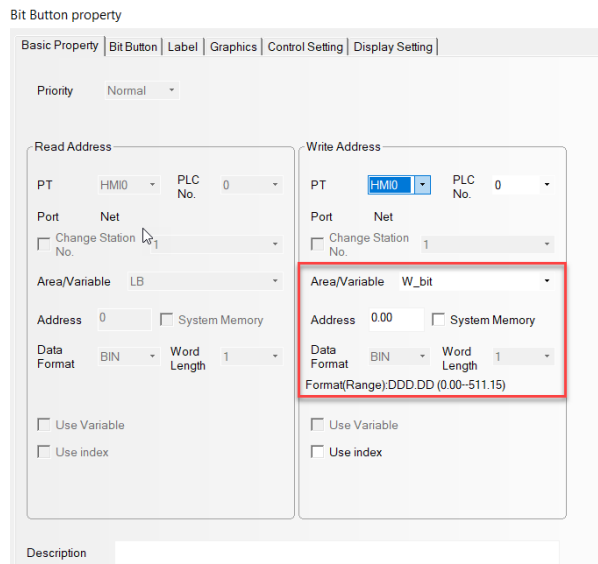 Bit Button property
Basic Property Bit Button Label Graphics Control Setting Display Setting
Priority Normal
Read Address
PT HMI0 PLC No. 0
Port Net
Change Station No. 1
Area/Variable LB
Address 0 System Memory
Data Format BIN Word Length 1
Use Variable
Use index
Write Address
PT HMI0 PLC No. 0
Port Net
Change Station No. 1
Area/Variable W_bit
Address 0.00 System Memory
Data Format BIN Word Length 1
Format(Range):DDD.DD (0.00--511.15)
Use Variable
Use index
Description